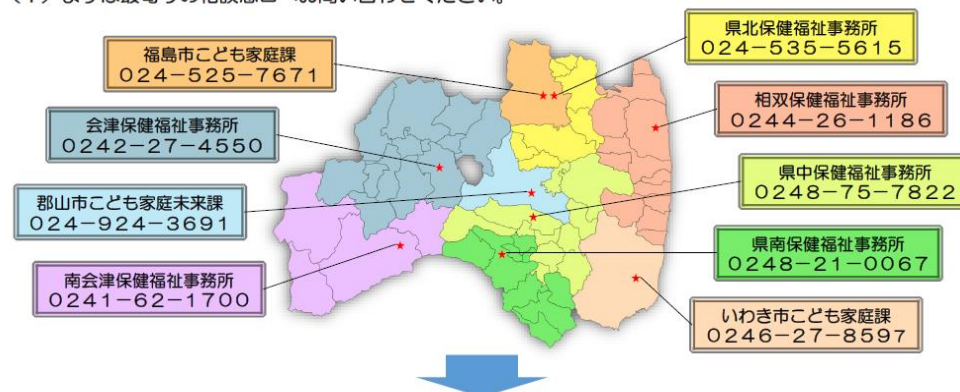 県北保健福祉事務所
024-535-5615
福島市こども家庭課
024-525-7671
相双保健福祉事務所
0244-26-1186
会津保健福祉事務所
0242-27-4550
県中保健福祉事務所
0248-75-7822
郡山市こども家庭未来課
024-924-3691
県南保健福祉事務所
0248-21-0067
南会津保健福祉事務所
0241-62-1700
いわき市こども家庭課
0246-27-8597